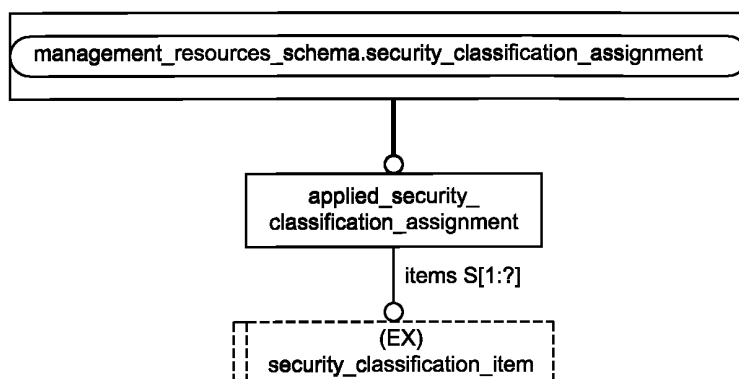 management_resources_schema.security_classification_assignment
applied_security_
classification_assignment
items S[1:?]
(EX)
security_classification_item